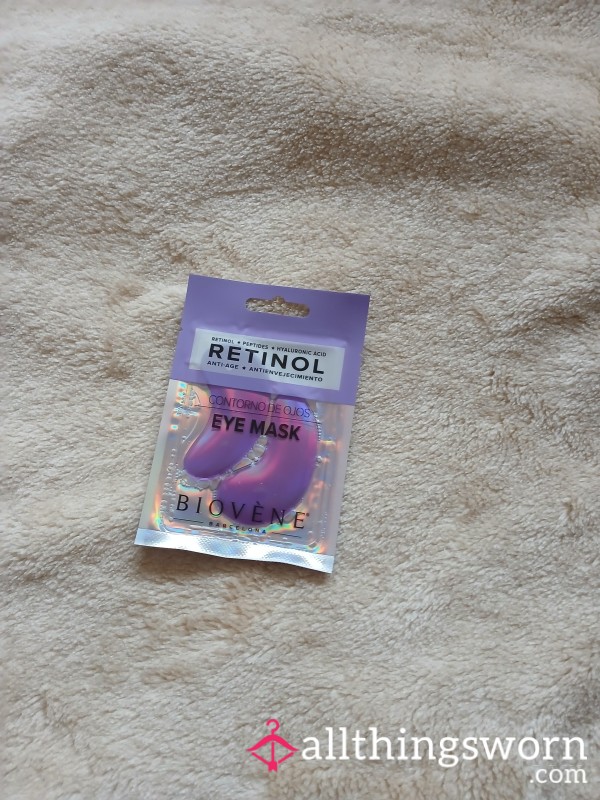 RETINOL • PEPTIDES • HYALURONIC ACID
RETINOL
ANTI-AGE • ANTIENVEJECIMIENTO
CONTORNO DE OJOS
EYE MASK
BIOVÈNE®
BARCELONA
allthingsworn
.com